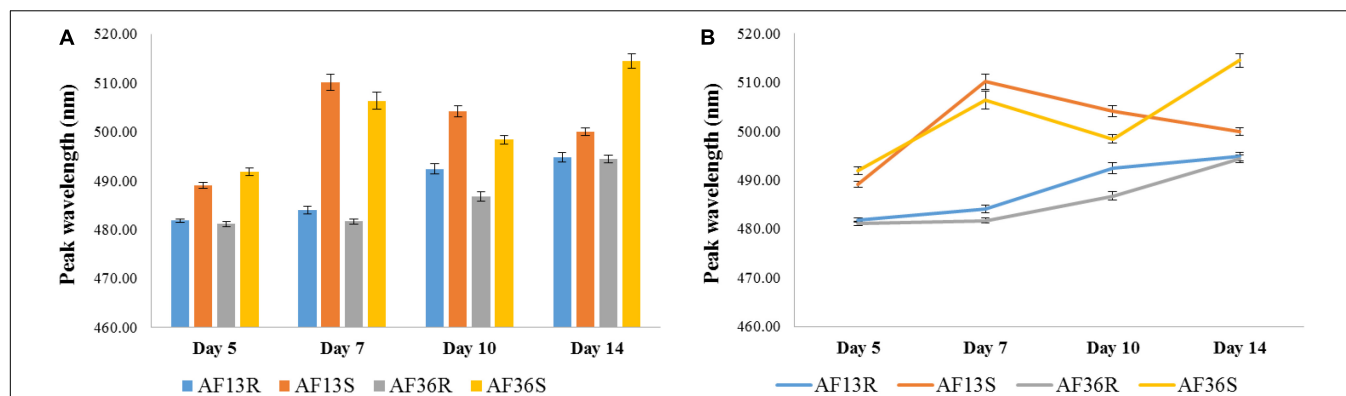 A
Peak wavelength (nm)
520.00
510.00
500.00
490.00
480.00
470.00
460.00
Day 5 Day 7 Day 10 Day 14
AF13R AF13S AF36R AF36S
B
Peak wavelength (nm)
520.00
510.00
500.00
490.00
480.00
470.00
460.00
Day 5 Day 7 Day 10 Day 14
AF13R AF13S AF36R AF36S